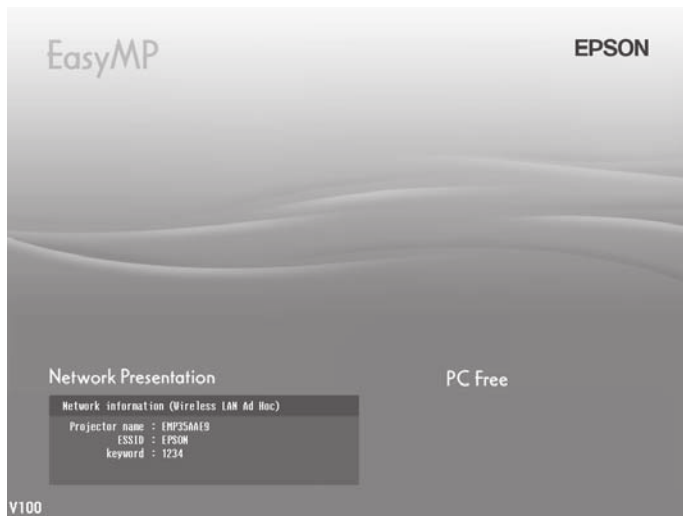 EasyMP
EPSON
Network Presentation
PC Free
Network information (Wireless LAN Ad Hoc)
Projector name : EMP35AAE9
ESSID : EPSON
keyword : 1234
V100